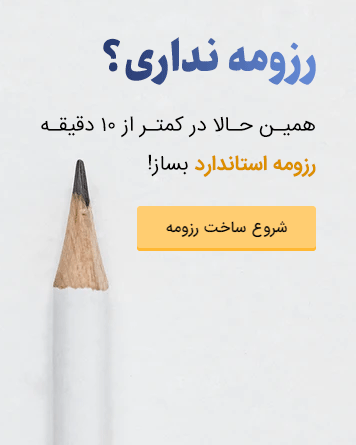 رزومه نداری؟
همیـن حـالا در کمتـر از ۱۰ دقیقـه
رزومه استاندارد بساز!
شروع ساخت رزومه